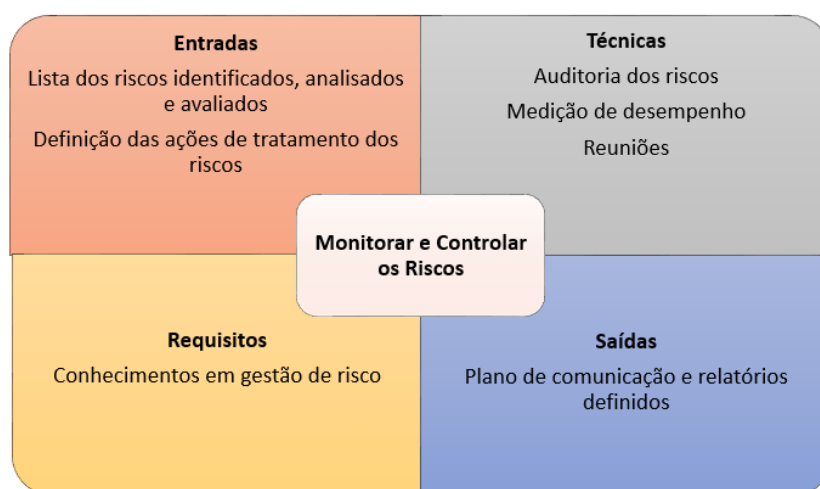 Entradas
Lista dos riscos identificados, analisados
e avaliados
Definição das ações de tratamento dos
riscos
Técnicas
Auditoria dos riscos
Medição de desempenho
Reuniões
Monitorar e Controlar
os Riscos
Requisitos
Conhecimentos em gestão de risco
Saídas
Plano de comunicação e relatórios
definidos